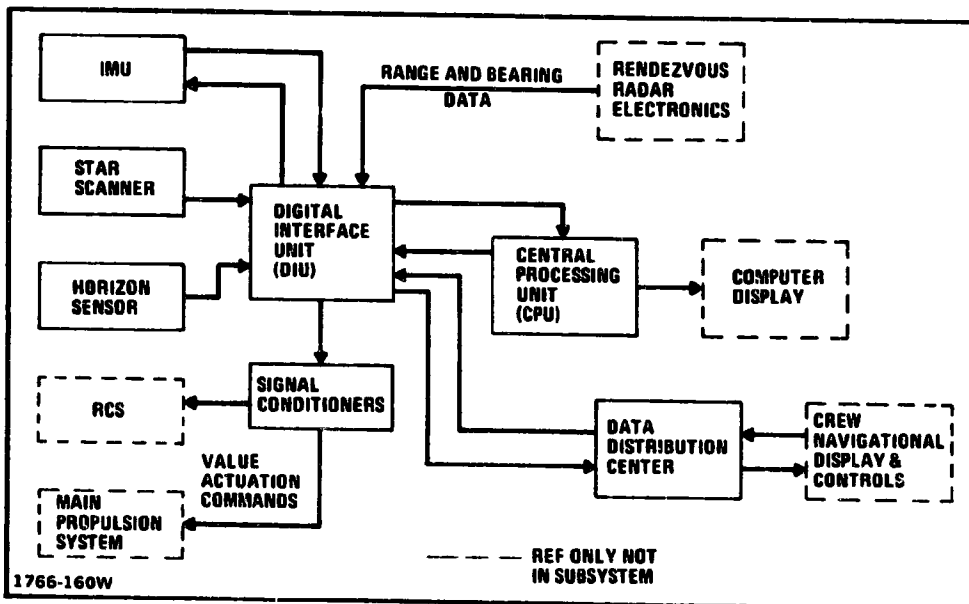 IMU
RANGE AND BEARING
DATA
RENDEZVOUS
RADAR
ELECTRONICS
STAR
SCANNER
DIGITAL
INTERFACE
UNIT
(DIU)
CENTRAL
PROCESSING
UNIT
(CPU)
COMPUTER
DISPLAY
HORIZON
SENSOR
SIGNAL
CONDITIONERS
RCS
DATA
DISTRIBUTION
CENTER
CREW
NAVIGATIONAL
DISPLAY &
CONTROLS
VALUE
ACTUATION
COMMANDS
MAIN
PROPULSION
SYSTEM
REF ONLY NOT
IN SUBSYSTEM
1766-160W